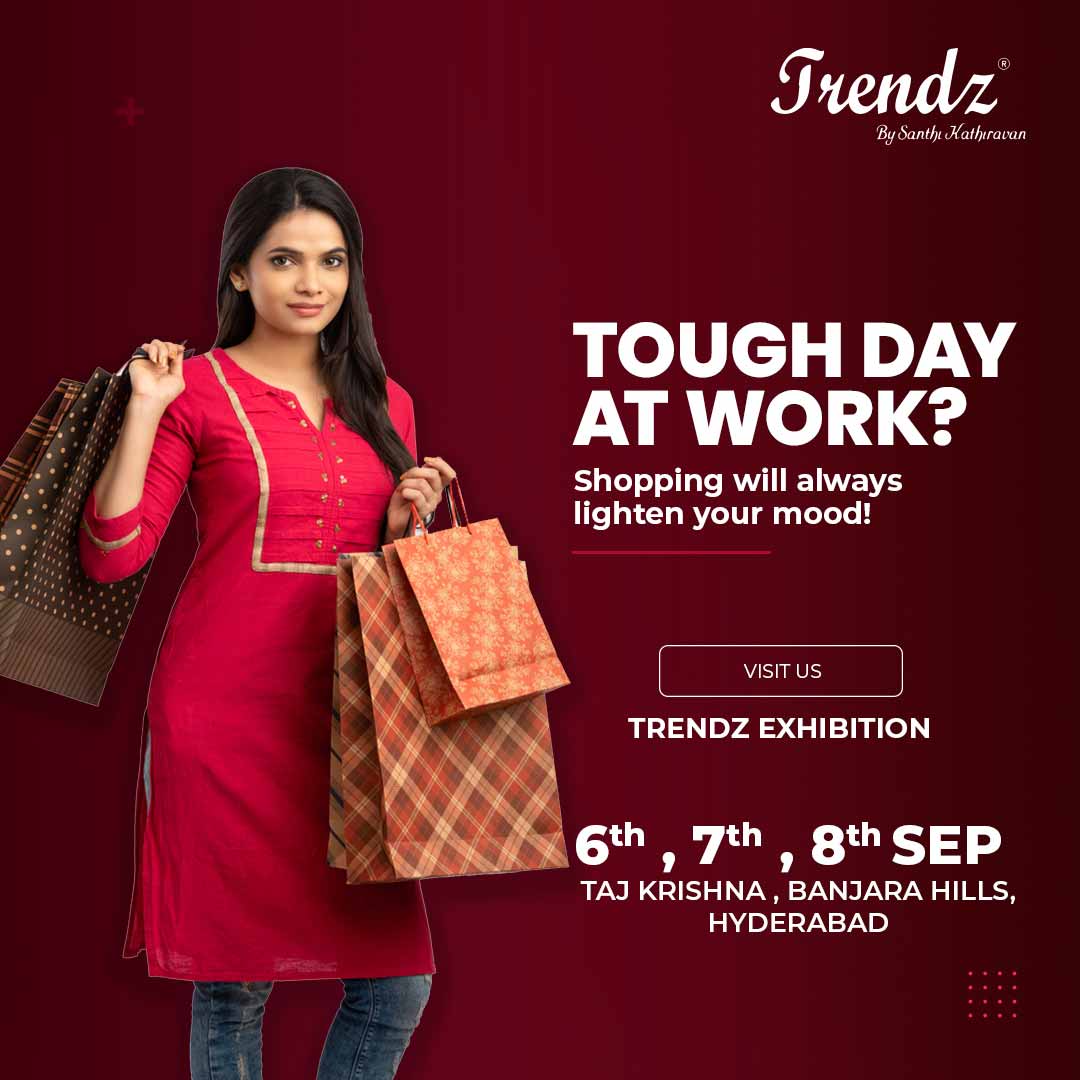 Trendz®
By Santhi Kathiravan
TOUGH DAY
AT WORK?
Shopping will always
lighten your mood!
VISIT US
TRENDZ EXHIBITION
6th , 7th , 8th SEP
TAJ KRISHNA , BANJARA HILLS,
HYDERABAD